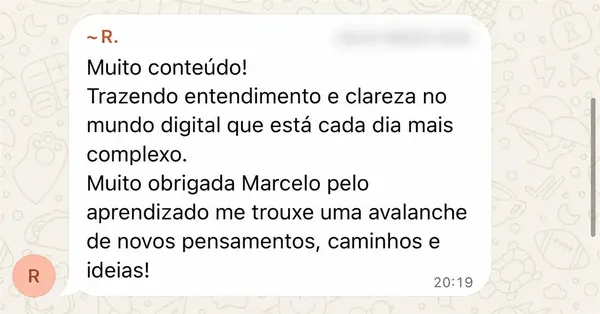 ~ R.
Muito conteúdo!
Trazendo entendimento e clareza no
mundo digital que está cada dia mais
complexo.
Muito obrigada Marcelo pelo
aprendizado me trouxe uma avalanche
de novos pensamentos, caminhos e
ideias!
R
20:19